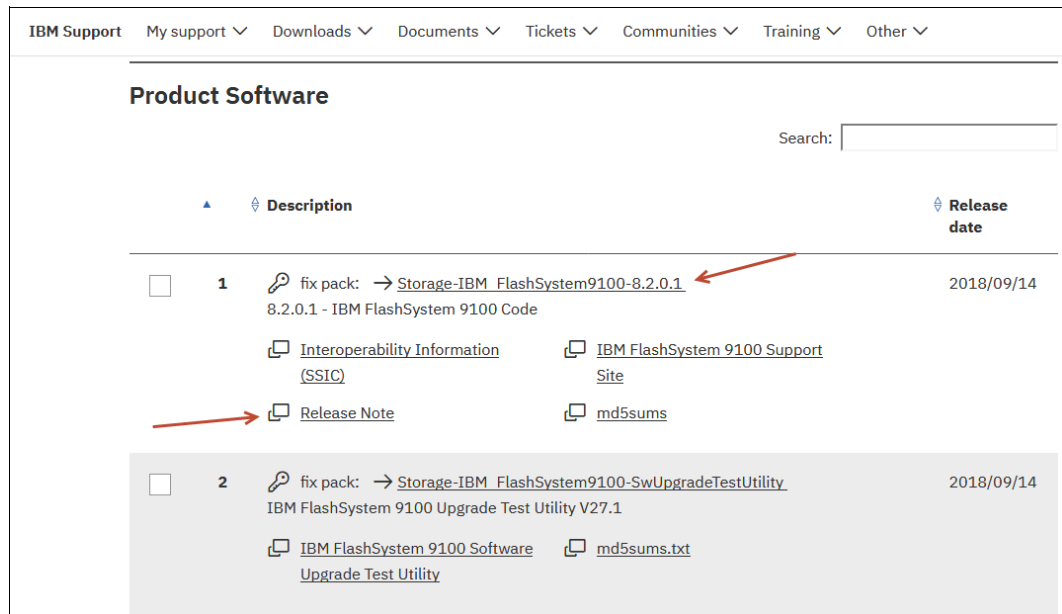 IBM Support My support Downloads Documents Tickets Communities Training Other
Product Software
Search:
Description Release
date
1 fix pack: → Storage-IBM_FlashSystem9100-8.2.0.1 2018/09/14
8.2.0.1 - IBM FlashSystem 9100 Code
Interoperability Information IBM FlashSystem 9100 Support
(SSIC) Site
Release Note md5sums
2 fix pack: → Storage-IBM_FlashSystem9100-SwUpgradeTestUtility 2018/09/14
IBM FlashSystem 9100 Upgrade Test Utility V27.1
IBM FlashSystem 9100 Software md5sums.txt
Upgrade Test Utility